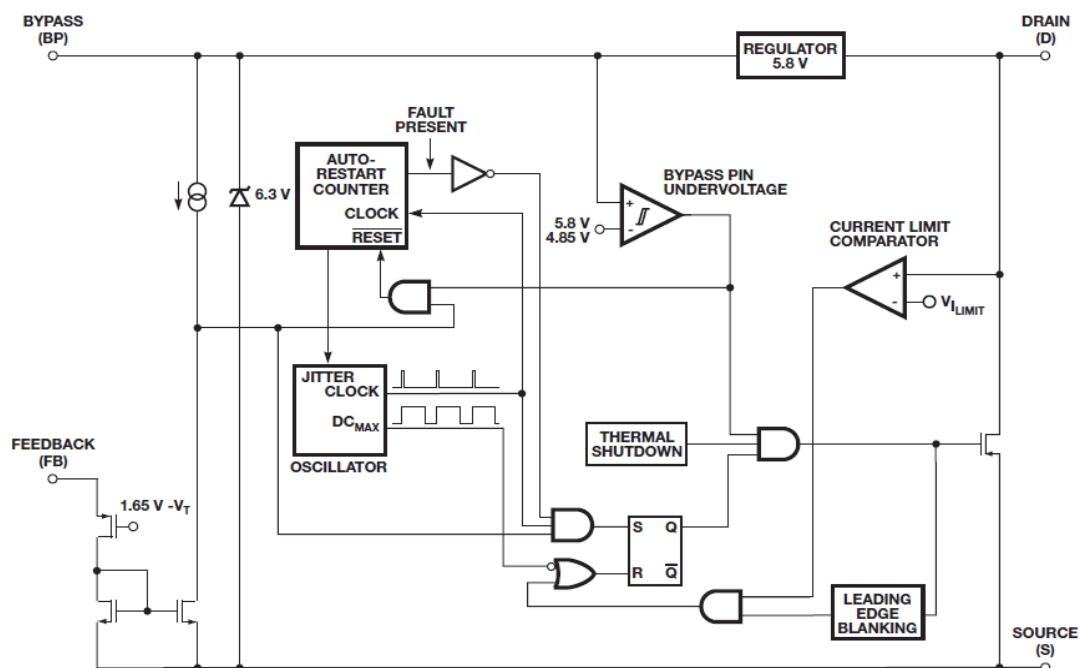 BYPASS
(BP)
DRAIN
(D)
REGULATOR
5.8 V
FAULT
PRESENT
AUTO-
RESTART
COUNTER
CLOCK
RESET
6.3 V
BYPASS PIN
UNDERVOLTAGE
+
-
5.8 V
4.85 V
CURRENT LIMIT
COMPARATOR
+
-
VILIMIT
JITTER
CLOCK
DCMAX
OSCILLATOR
THERMAL
SHUTDOWN
FEEDBACK
(FB)
1.65 V -VT
S Q
R Q
LEADING
EDGE
BLANKING
SOURCE
(S)